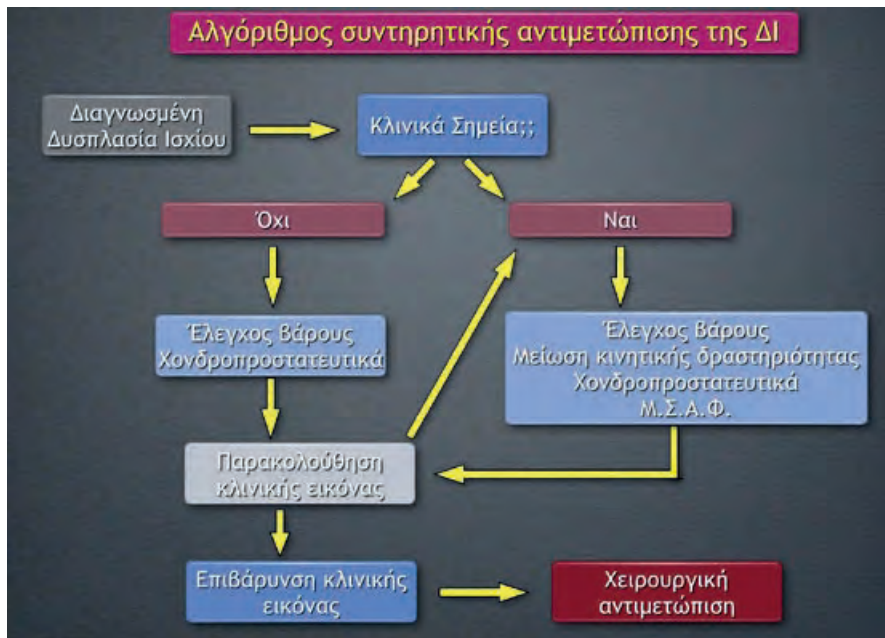 Αλγόριθμος συντηρητικής αντιμετώπισης της ΔΙ
Διαγνωσμένη
Δυσπλασία Ισχίου
Κλινικά Σημεία;;
Όχι
Ναι
Έλεγχος βάρους
Χονδροπροστατευτικά
Έλεγχος βάρους
Μείωση κινητικής δραστηριότητας
Χονδροπροστατευτικά
Μ.Σ.Α.Φ.
Παρακολούθηση
κλινικής εικόνας
Επιβάρυνση κλινικής
εικόνας
Χειρουργική
αντιμετώπιση